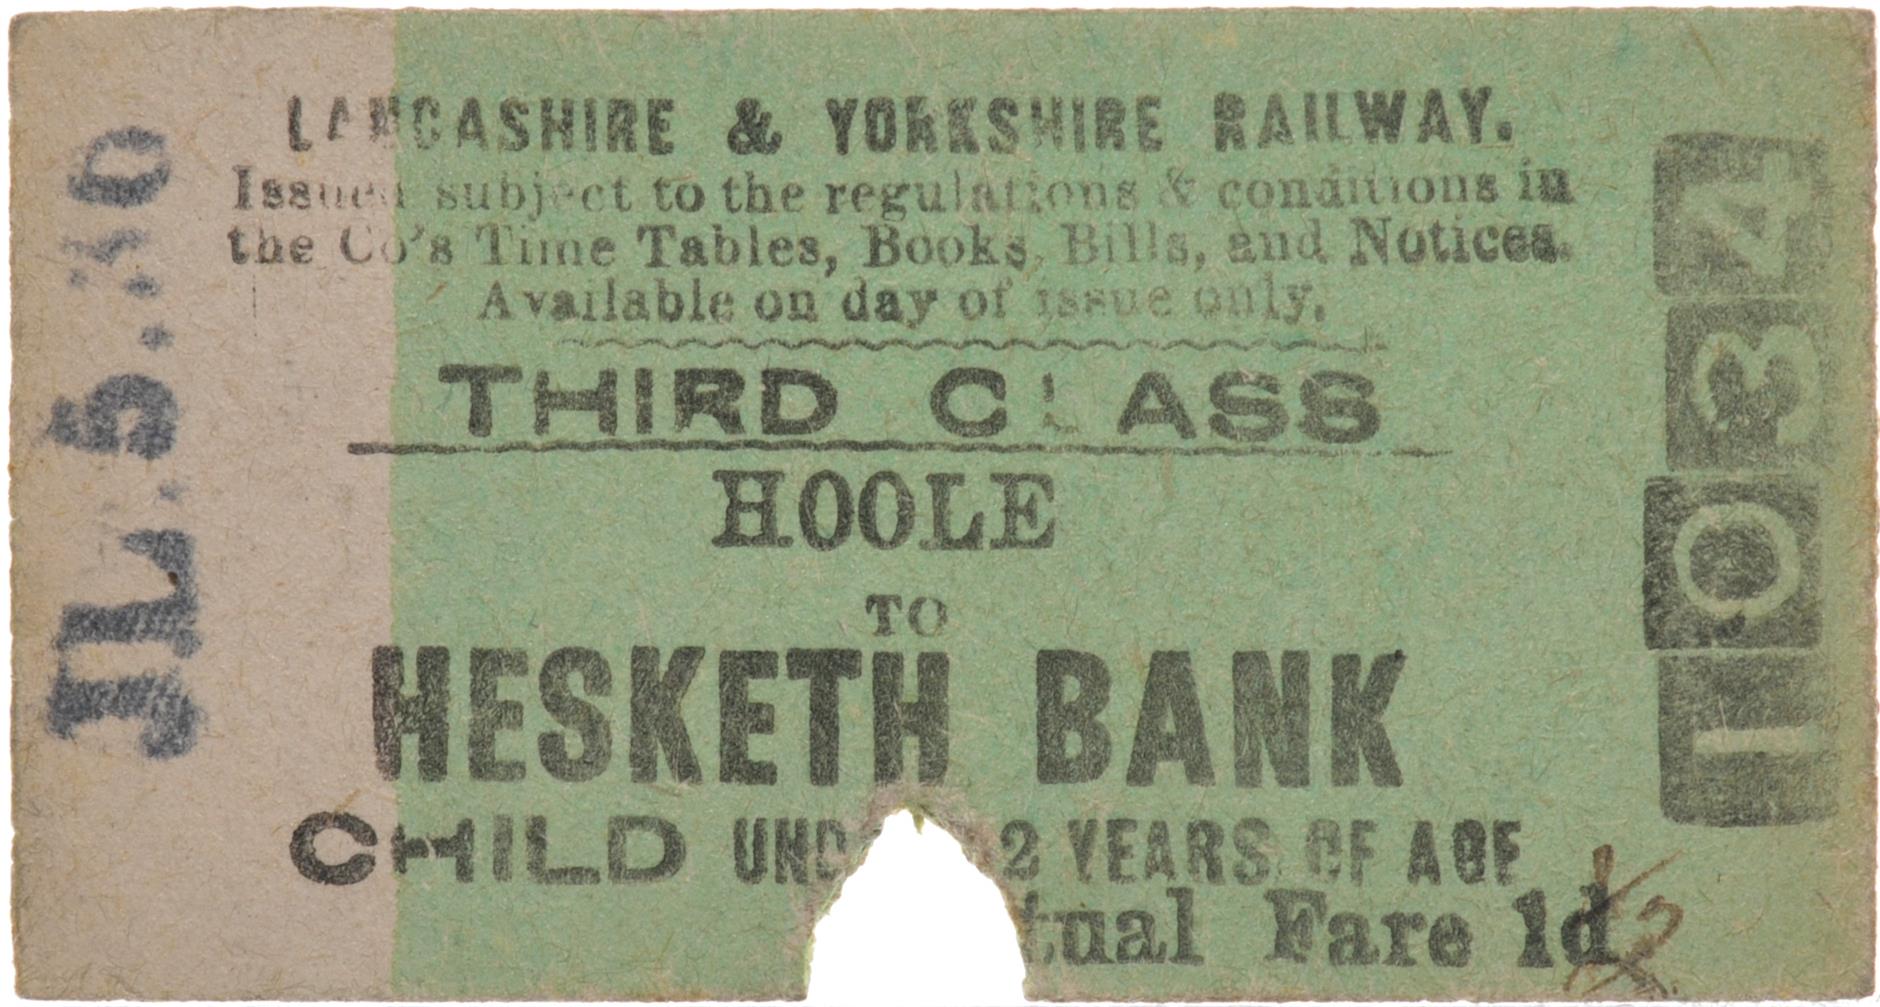 LANCASHIRE & YORKSHIRE RAILWAY.
Issued subject to the regulations & conditions in
the Co's Time Tables, Books, Bills, and Notices.
Available on day of issue only.
THIRD CLASS
HOOLE
TO
HESKETH BANK
CHILD UND 2 YEARS OF AGE
tual Fare 1d
1034
JL. 5.